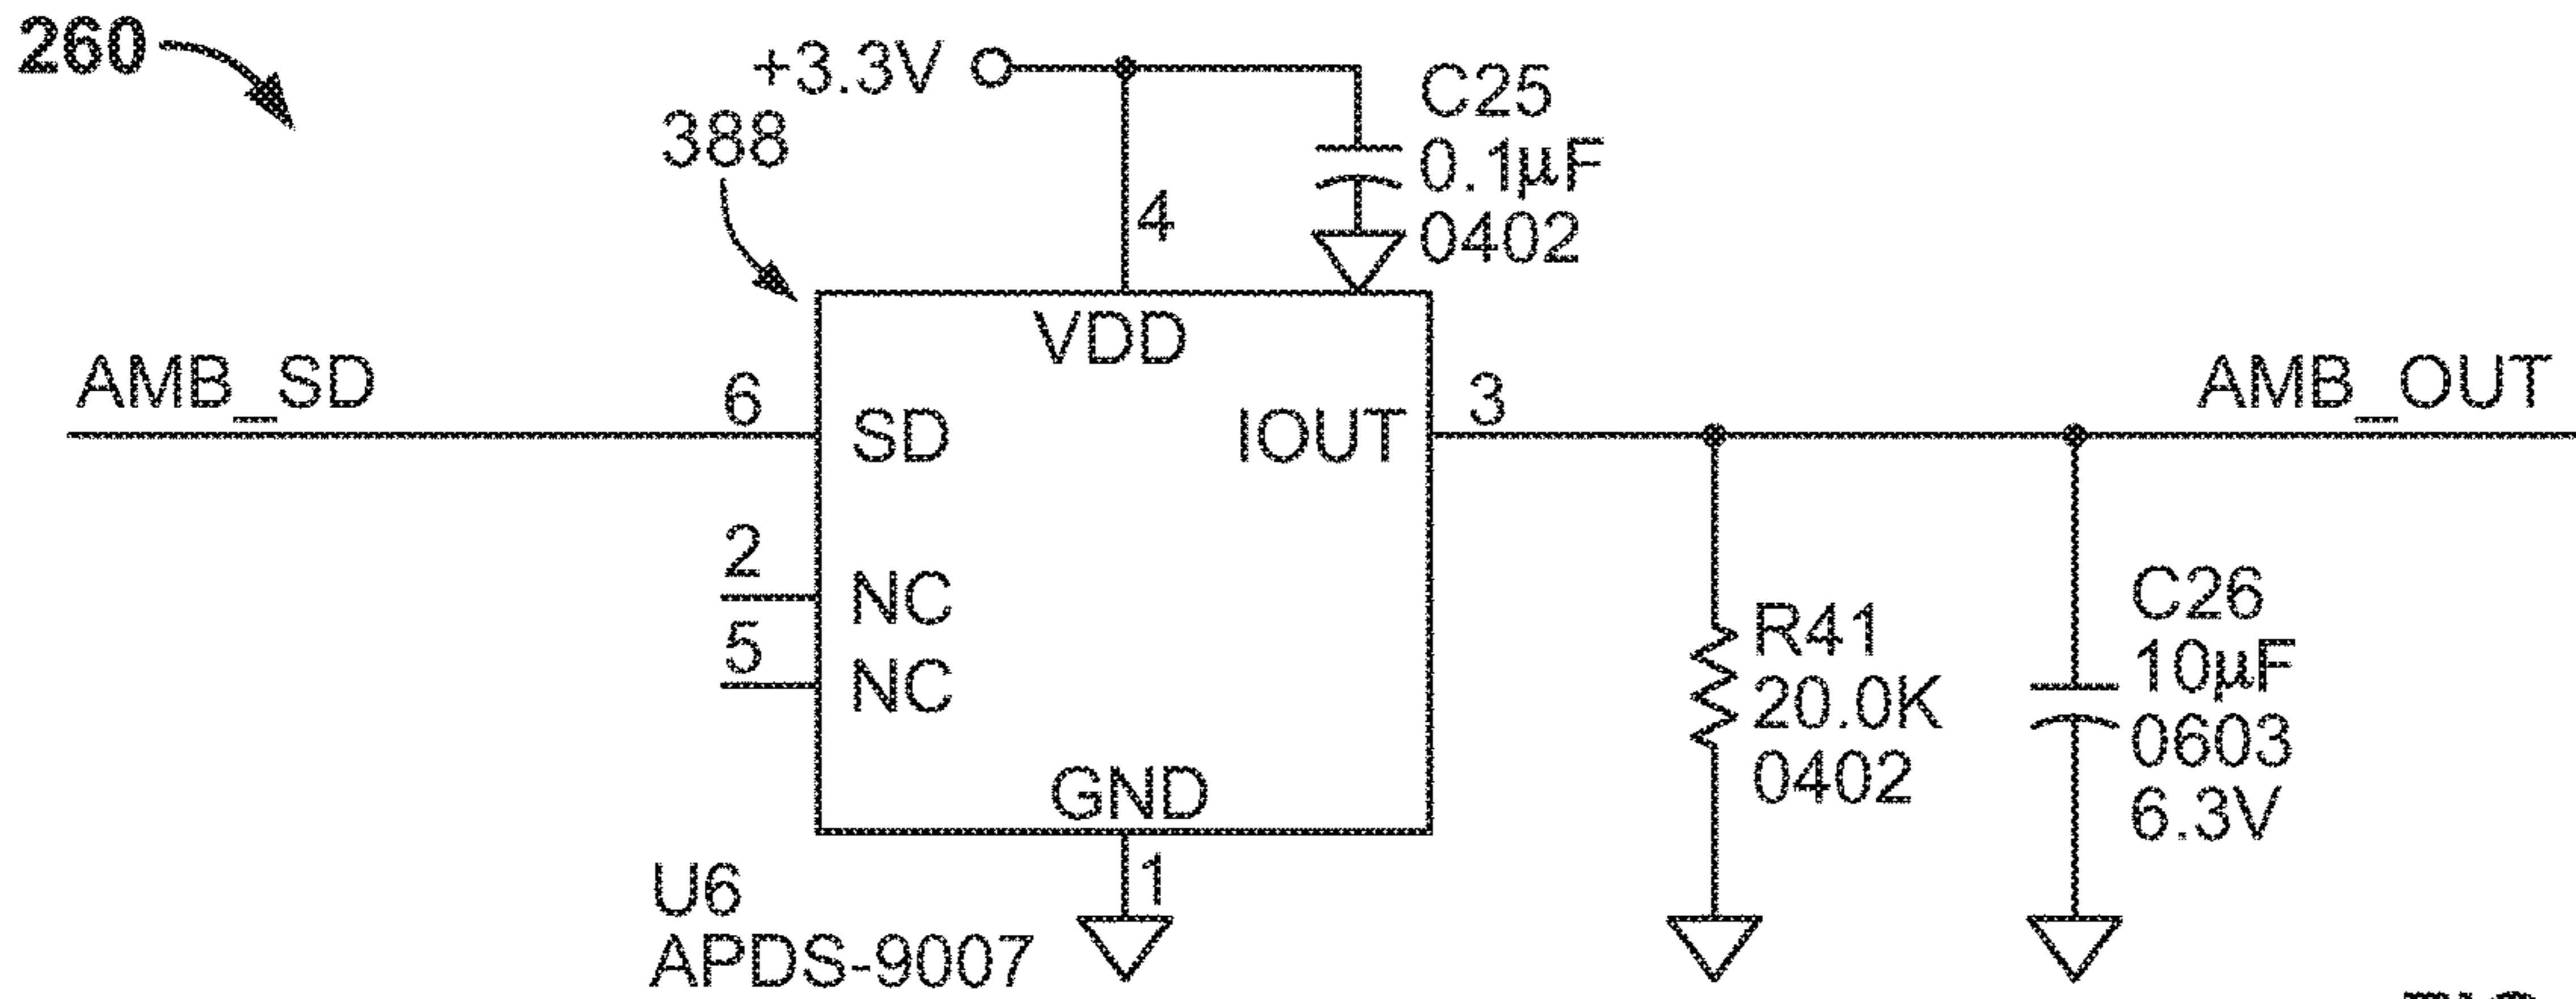 260
+3.3V
388
C25
0.1µF
0402
4
VDD
AMB_SD
6
SD
IOUT
3
AMB_OUT
2
NC
5
NC
GND
1
U6
APDS-9007
R41
20.0K
0402
C26
10µF
0603
6.3V